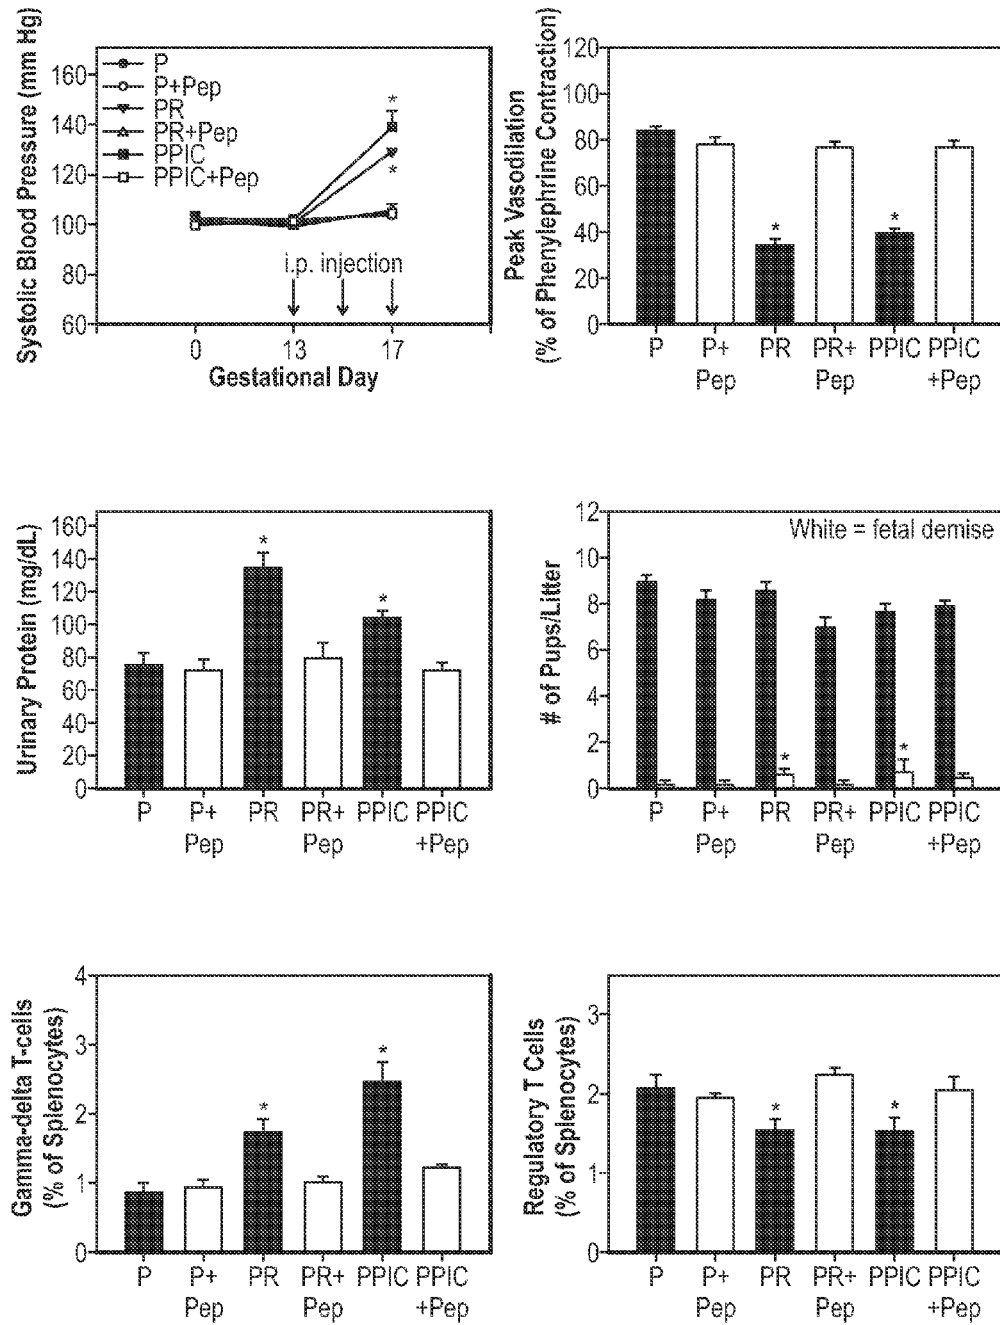 Systolic Blood Pressure (mm Hg)
160
140
120
100
80
60
P
P+Pep
PR
PR+Pep
PPIC
PPIC+Pep
*
*
i.p. injection
0 13 17
Gestational Day
Peak Vasodilation
(% of Phenylephrine Contraction)
120
100
80
60
40
20
0
* *
P P+ PR PR+ PPIC PPIC
Pep Pep +Pep
Urinary Protein (mg/dL)
160
140
120
100
80
60
40
20
0
*
*
P P+ PR PR+ PPIC PPIC
Pep Pep +Pep
# of Pups/Litter
12
10
8
6
4
2
0
White = fetal demise
* *
P P+ PR PR+ PPIC PPIC
Pep Pep +Pep
Gamma-delta T-cells
(% of Splenocytes)
4
3
2
1
0
*
*
P P+ PR PR+ PPIC PPIC
Pep Pep +Pep
Regulatory T Cells
(% of Splenocytes)
3
2
1
0
* *
P P+ PR PR+ PPIC PPIC
Pep Pep +Pep